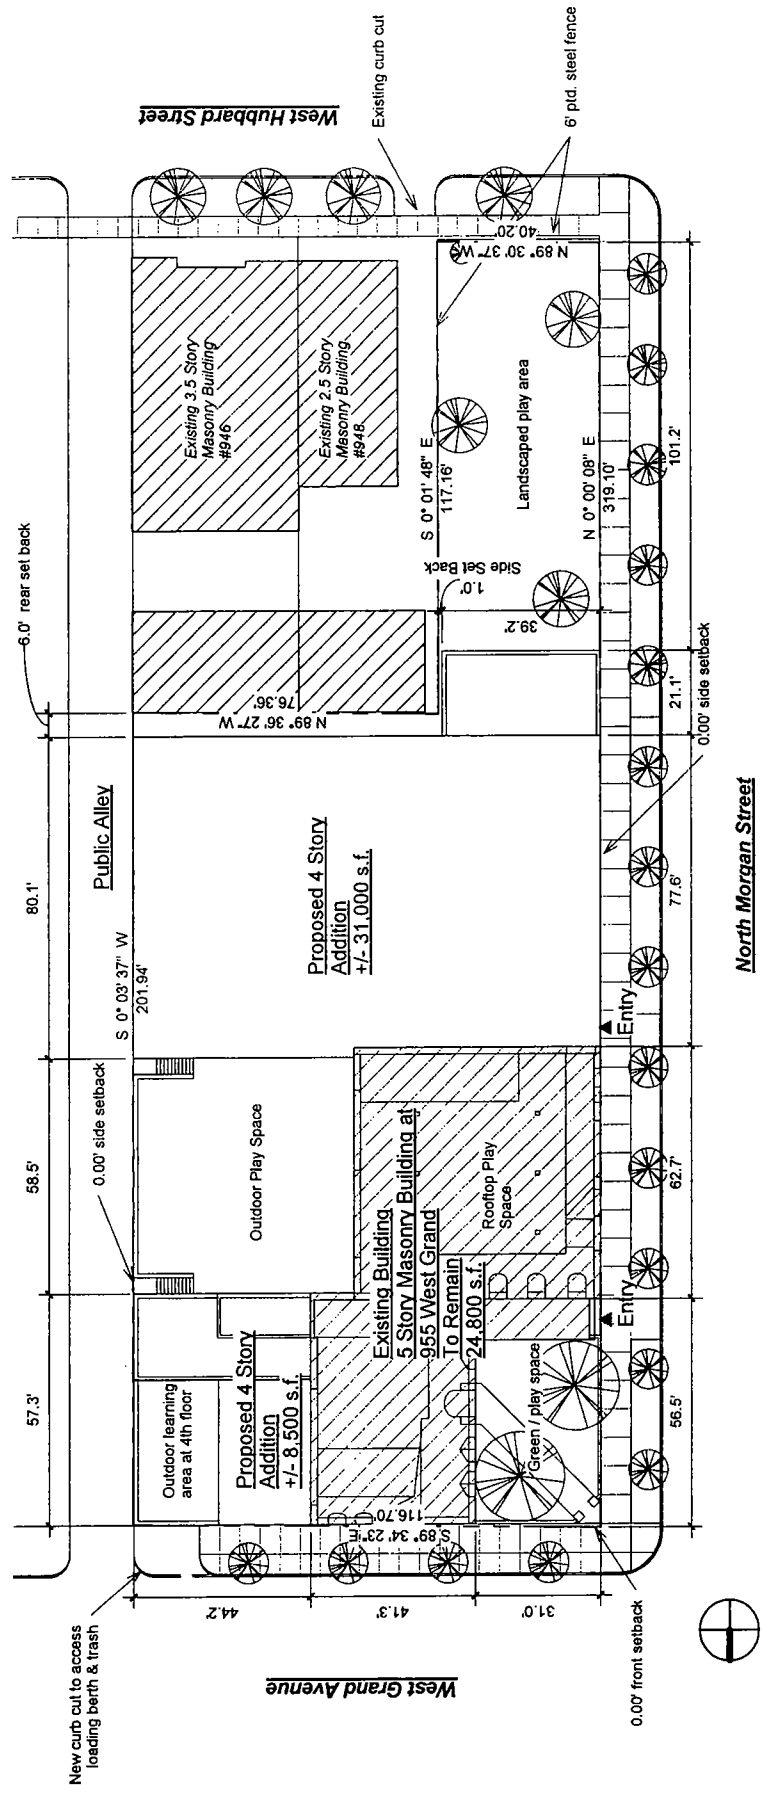 West Hubbard Street
Existing curb cut
6' ptd. steel fence
40.20'
N 89° 30' 37" W
Existing 3.5 Story
Masonry Building
#946
Existing 2.5 Story
Masonry Building
#948
Landscaped play area
S 0° 01' 48" E
117.16'
N 0° 00' 08" E
319.10'
101.2'
6.0' rear set back
1.0'
Side Set Back
39.2'
76.36'
N 89° 36' 27" W
21.1'
0.00' side setback
80.1'
Public Alley
S 0° 03' 37" W
201.94'
Proposed 4 Story
Addition
+/- 31,000 s.f.
77.6'
North Morgan Street
Entry
58.5'
0.00' side setback
Outdoor Play Space
Existing Building
5 Story Masonry Building at
955 West Grand
To Remain
24,800 s.f.
Rooftop Play
Space
62.7'
Entry
57.3'
Outdoor learning
area at 4th floor
Proposed 4 Story
Addition
+/- 8,500 s.f.
Green / play space
56.5'
116.70'
S 89° 34' 23" E
44.2'
41.3'
31.0'
New curb cut to access
loading berth & trash
West Grand Avenue
0.00' front setback